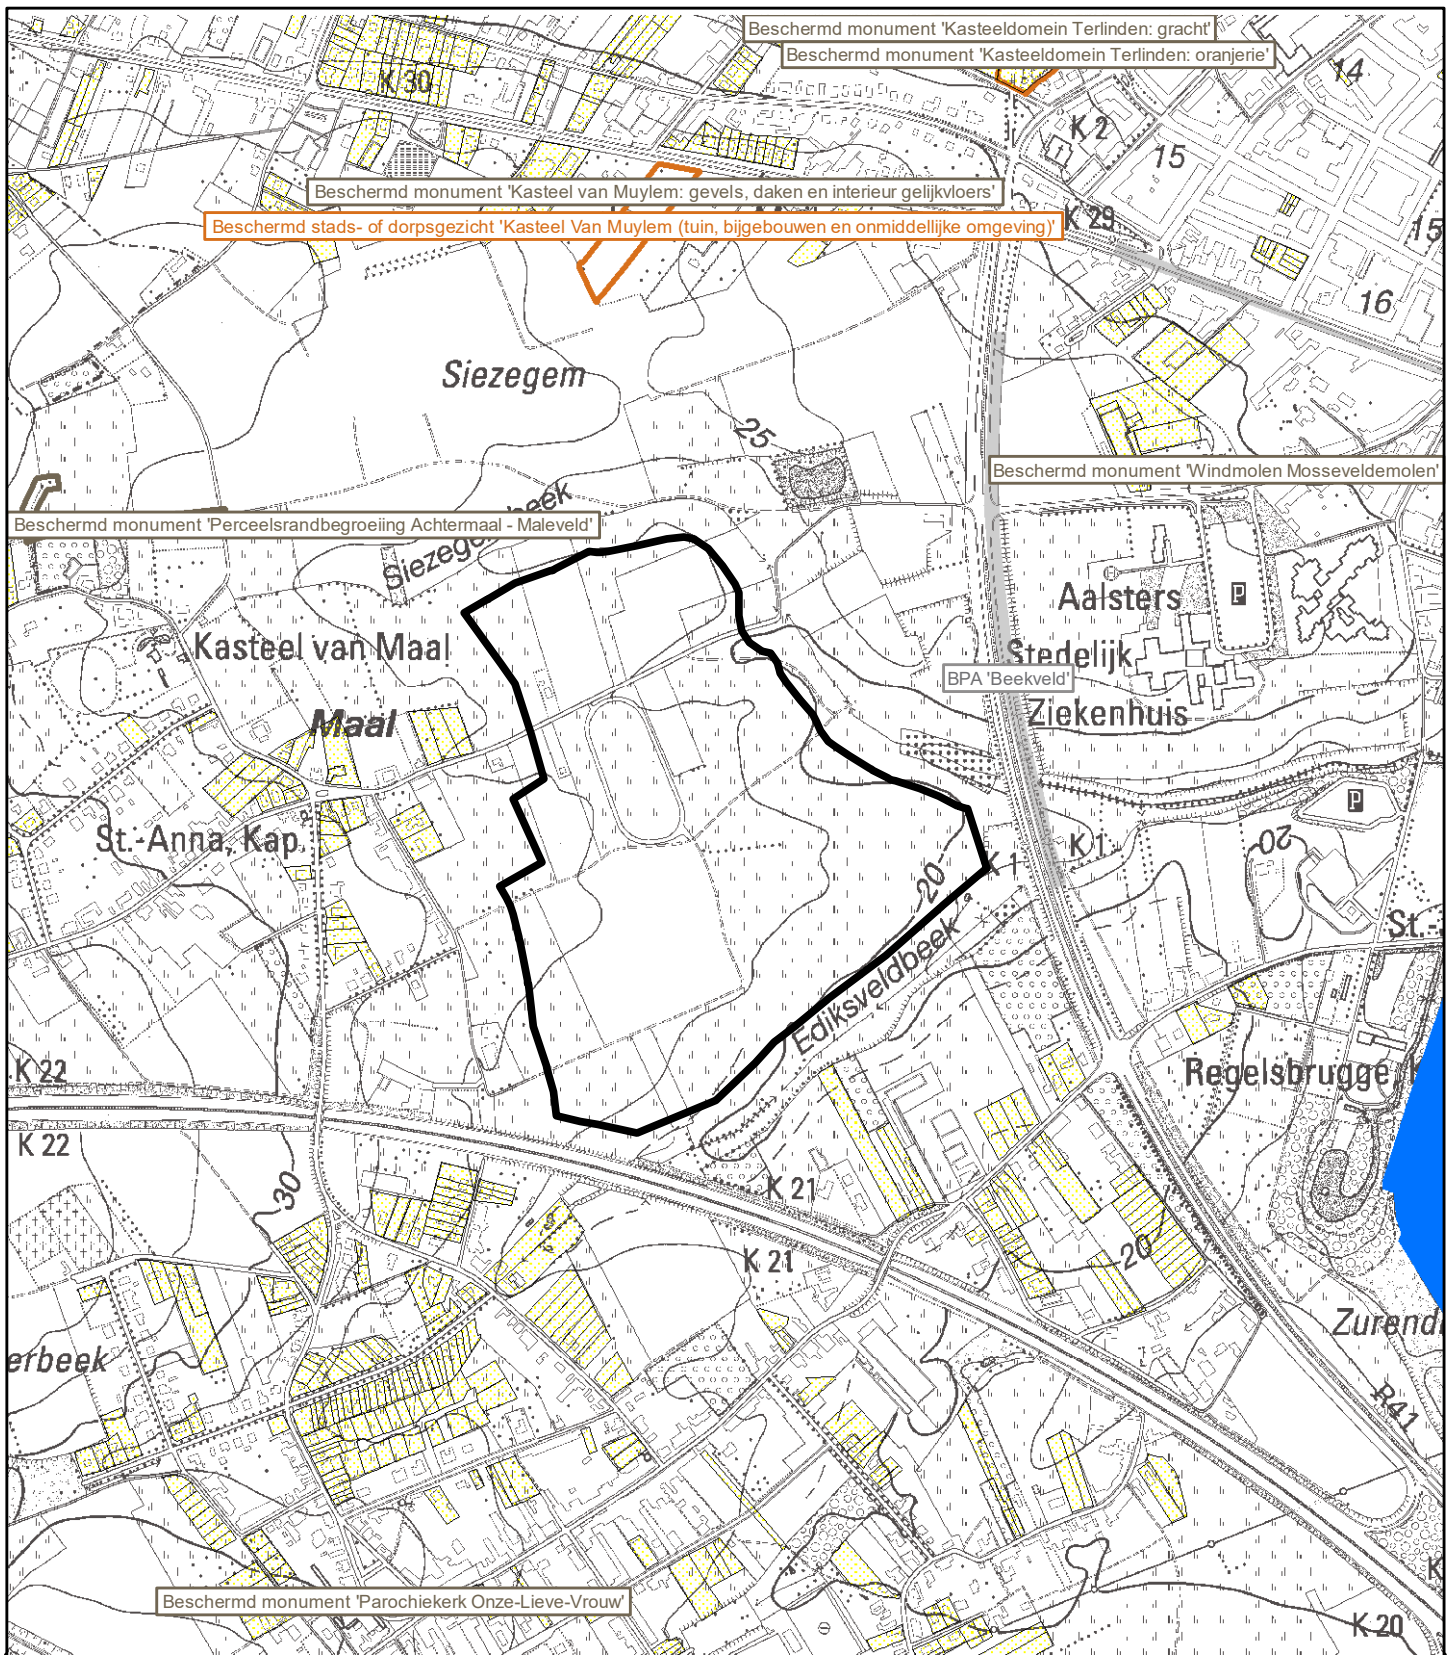 Beschermd monument 'Kasteeldomein Terlinden: gracht'
Beschermd monument 'Kasteeldomein Terlinden: oranjerie'
14
K 30
K 2
15
Beschermd monument 'Kasteel van Muylem: gevels, daken en interieur gelijkvloers'
Beschermd stads- of dorpsgezicht 'Kasteel Van Muylem (tuin, bijgebouwen en onmiddellijke omgeving)'
K 29
15
16
Siezegem
25
Beschermd monument 'Windmolen Mosseveldemolen'
Beschermd monument 'Perceelsrandbegroeiing Achtermaal - Maleveld'
Aalsters
P
Kasteel van Maal
Stedelijk
BPA 'Beekveld'
Maal
Ziekenhuis
P
St.-Anna, Kap.
K 1
K 1
20
20
St.-
Ediksveldbeek
K 22
Regelsbrugge, K
K 22
30
K 21
K 21
20
Zurend
erbeek
R41
Beschermd monument 'Parochiekerk Onze-Lieve-Vrouw'
K 20